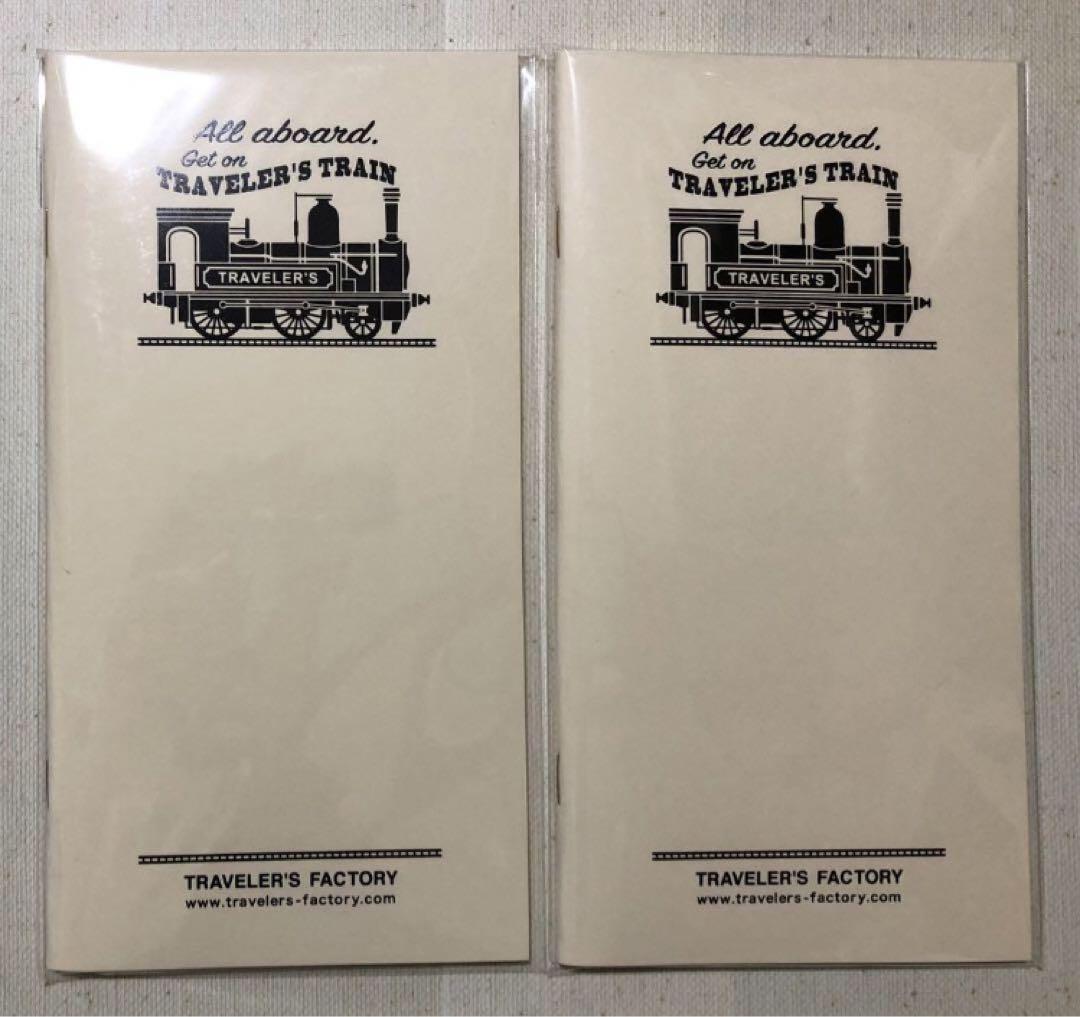 All aboard.
Get on
TRAVELER'S TRAIN
TRAVELER'S
TRAVELER'S FACTORY
www.travelers-factory.com
All aboard.
Get on
TRAVELER'S TRAIN
TRAVELER'S
TRAVELER'S FACTORY
www.travelers-factory.com